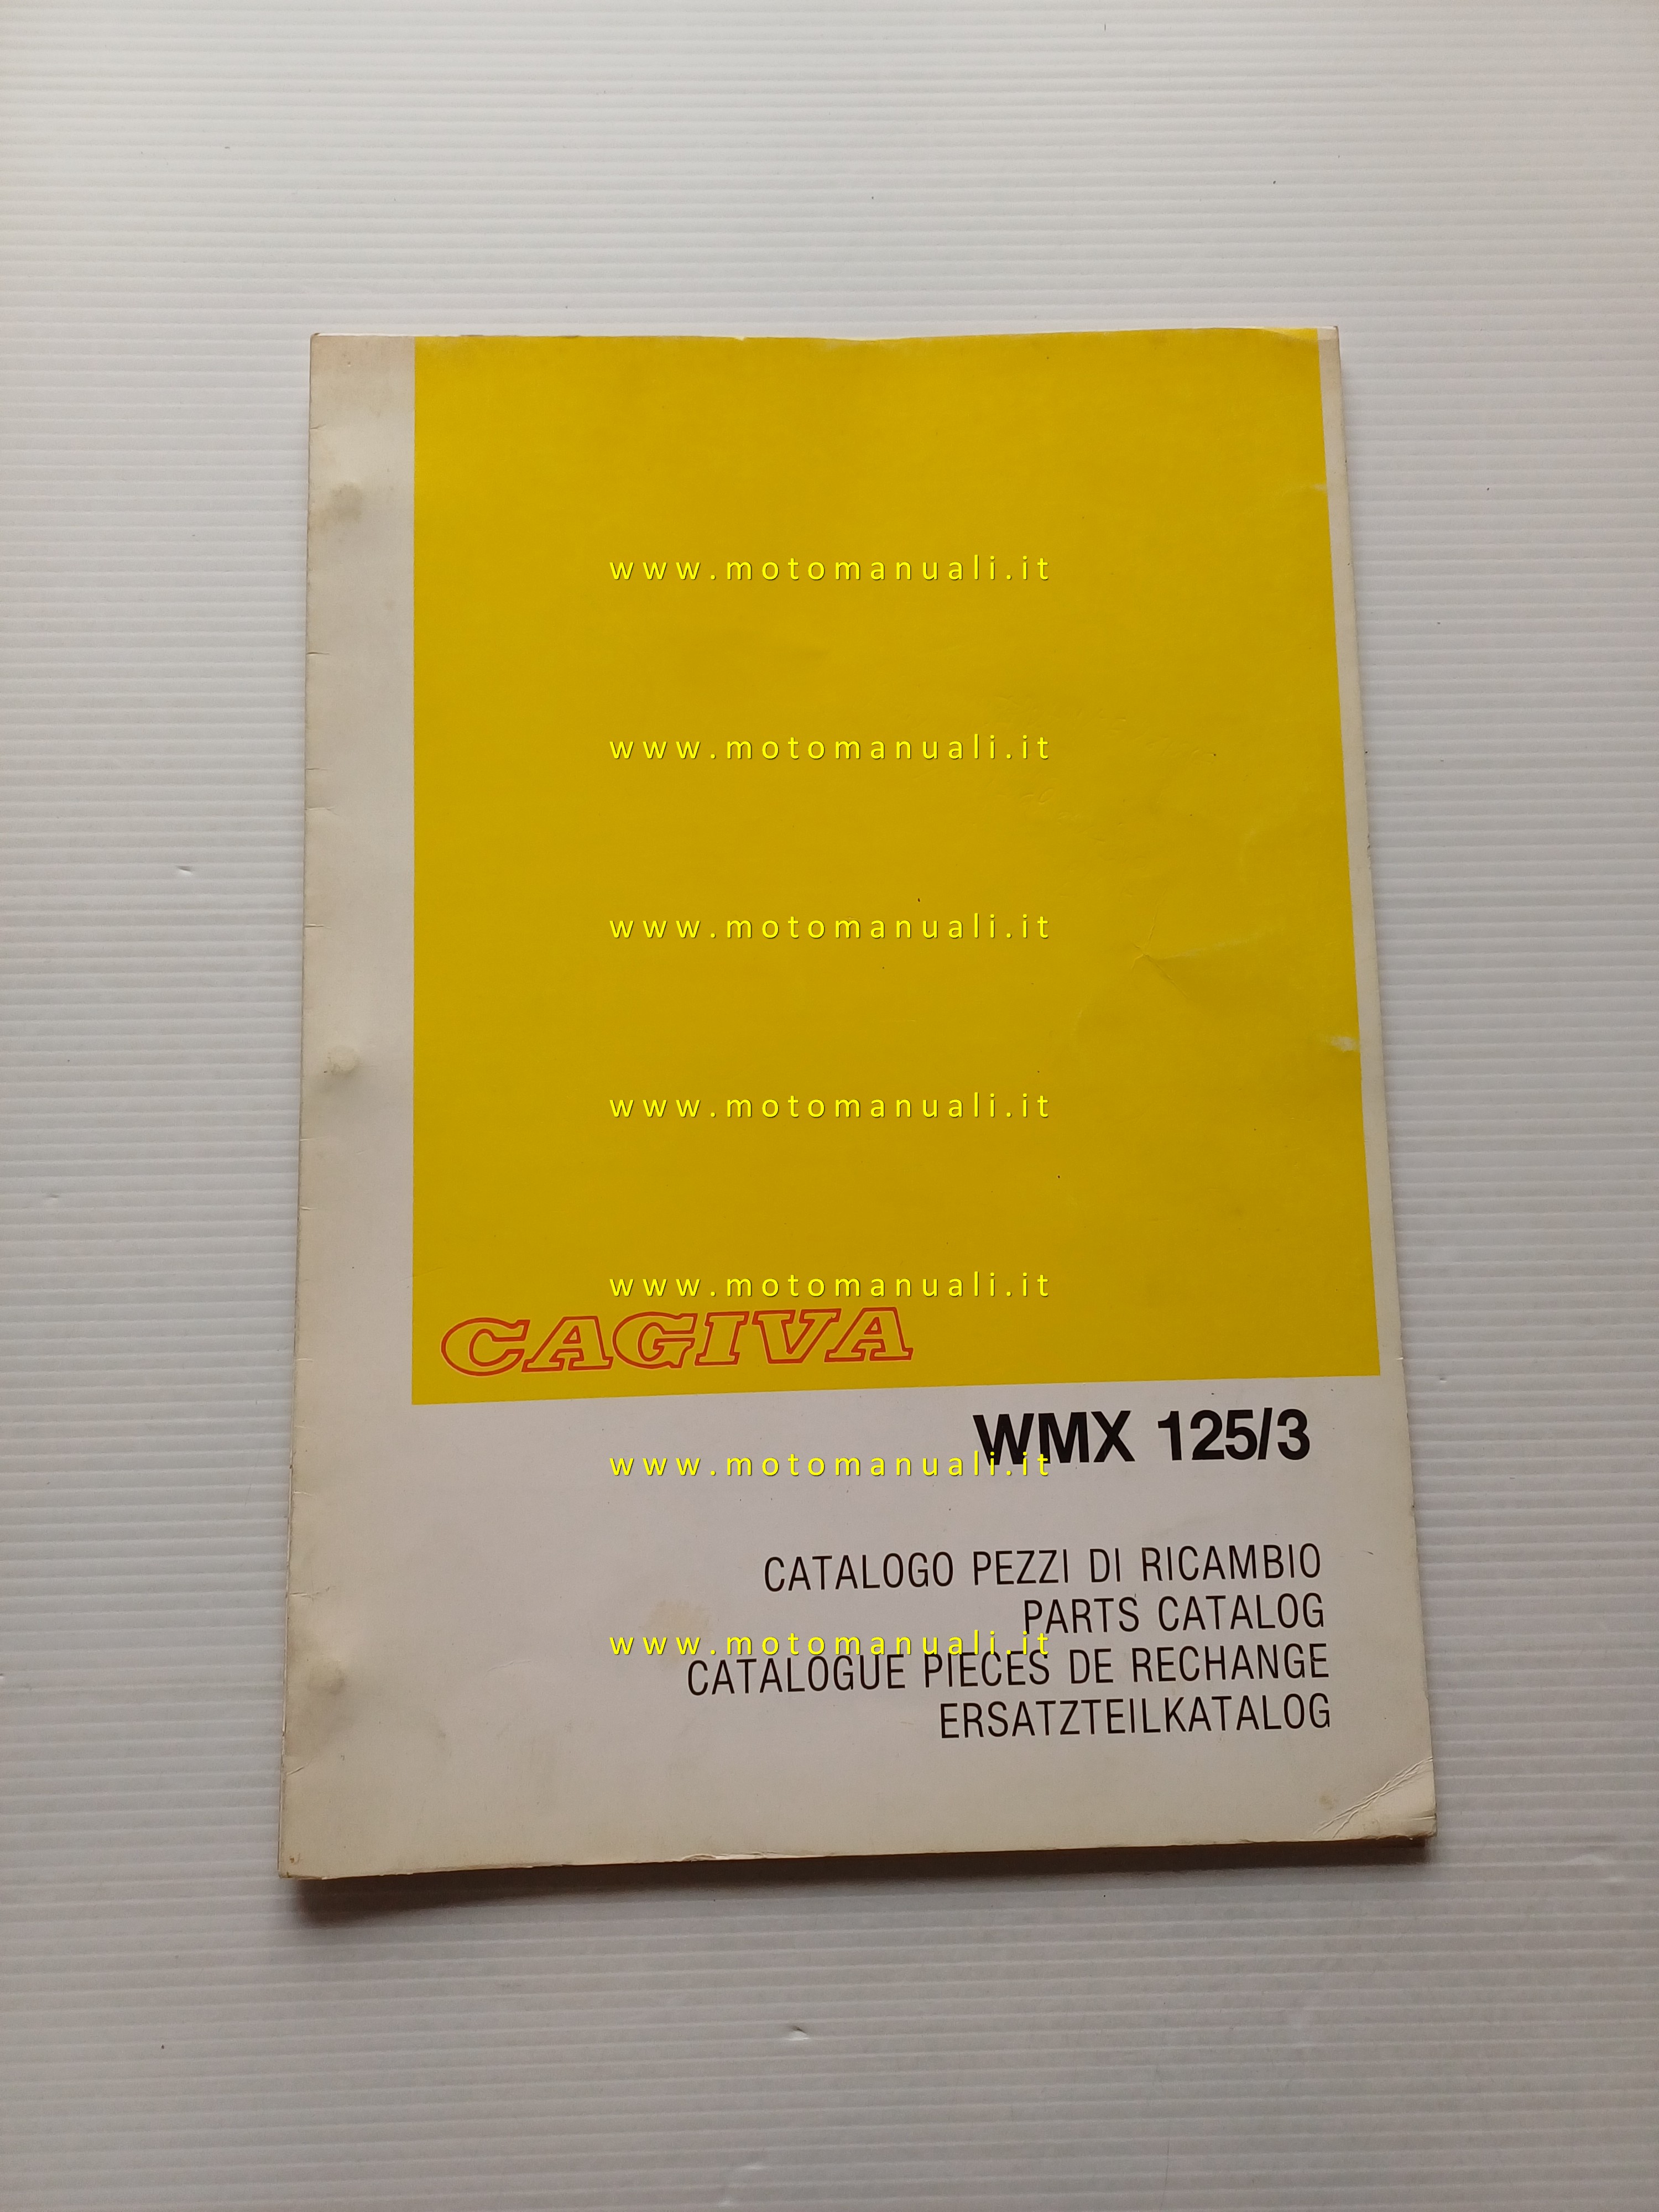 www.motomanuali.it
www.motomanuali.it
www.motomanuali.it
www.motomanuali.it
www.motomanuali.it
CAGIVA
WMX 125/3
www.motomanuali.it
CATALOGO PEZZI DI RICAMBIO
PARTS CATALOG
www.motomanuali.it
CATALOGUE PIECES DE RECHANGE
ERSATZTEILKATALOG